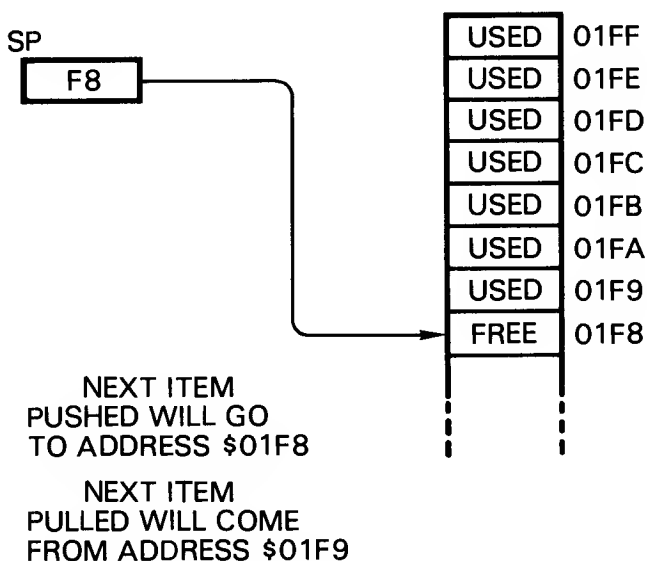 SP
F8
USED 01FF
USED 01FE
USED 01FD
USED 01FC
USED 01FB
USED 01FA
USED 01F9
FREE 01F8
NEXT ITEM
PUSHED WILL GO
TO ADDRESS $01F8
NEXT ITEM
PULLED WILL COME
FROM ADDRESS $01F9